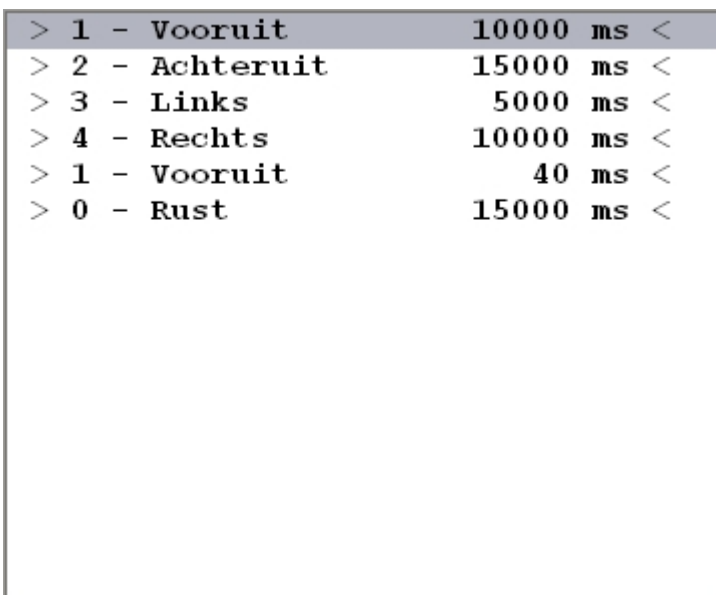 > 1 - Vooruit 10000 ms <
> 2 - Achteruit 15000 ms <
> 3 - Links 5000 ms <
> 4 - Rechts 10000 ms <
> 1 - Vooruit 40 ms <
> 0 - Rust 15000 ms <